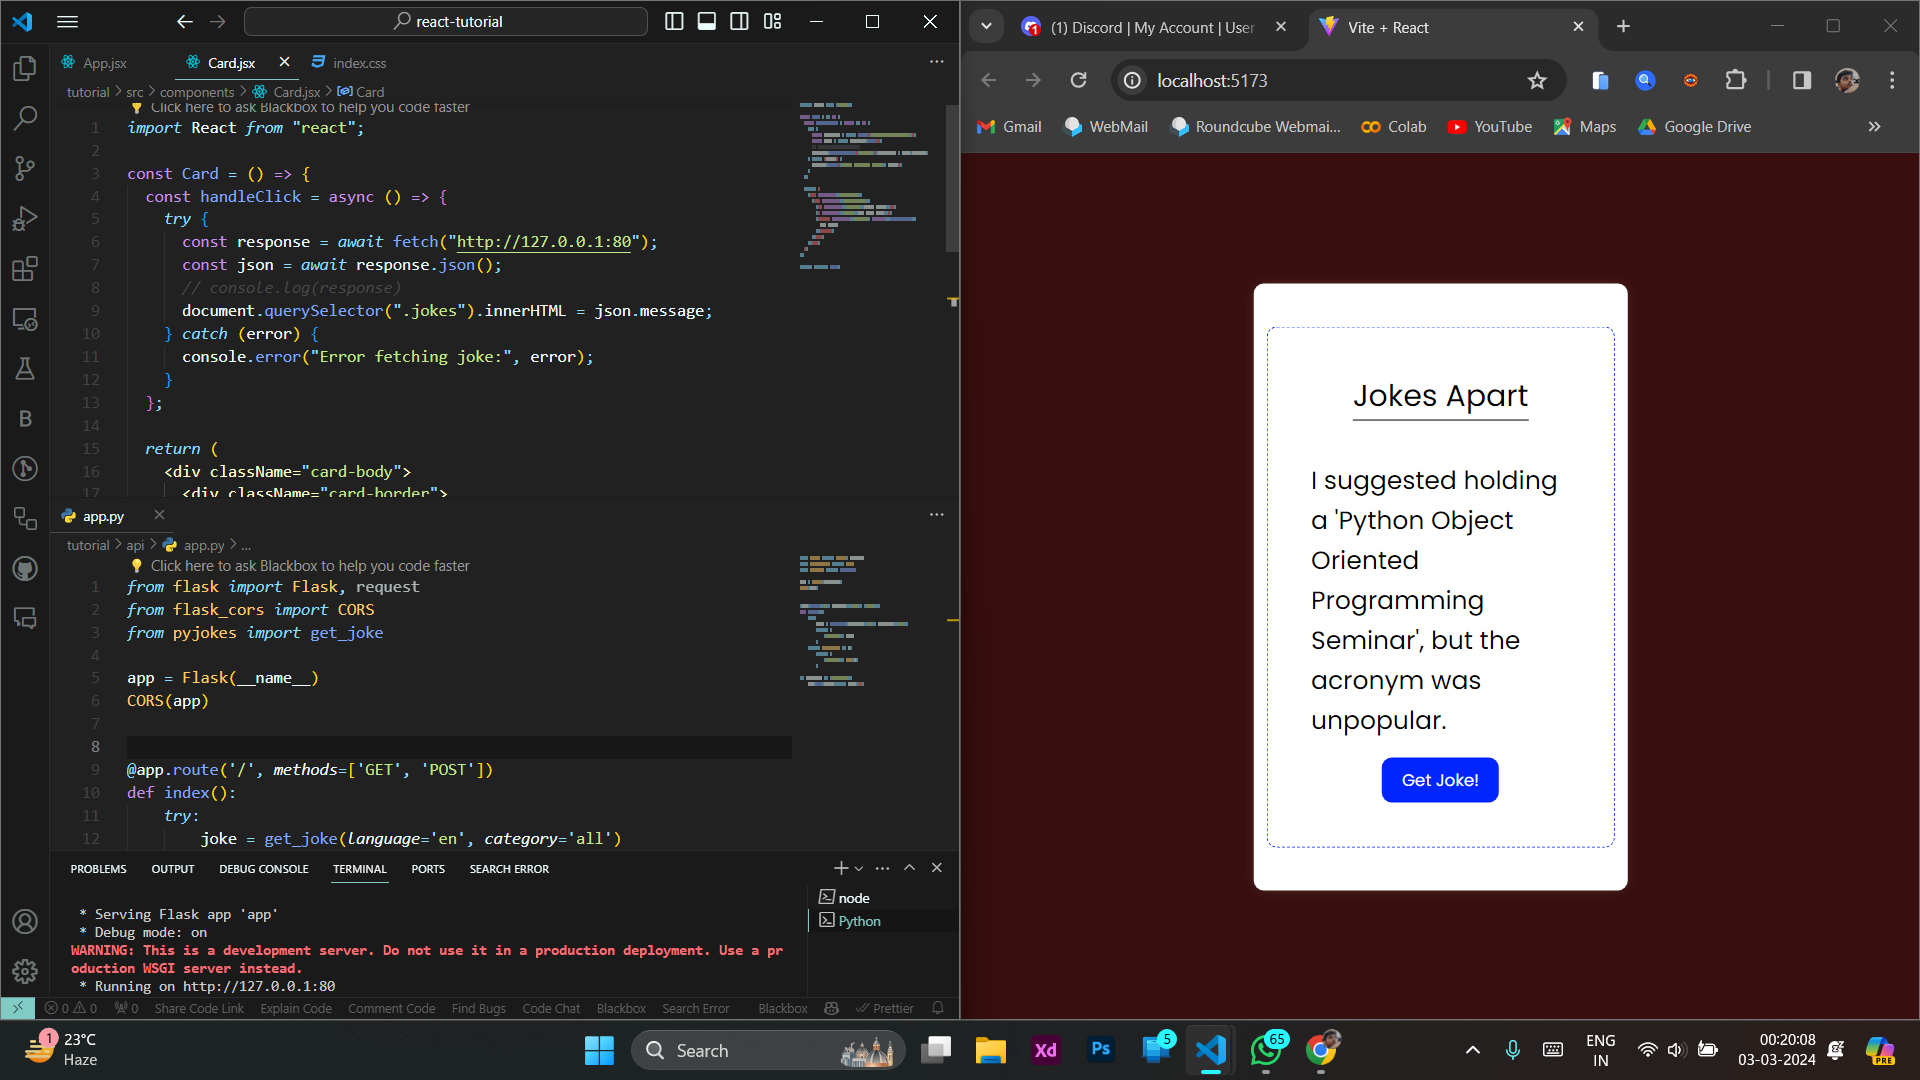 react-tutorial
App.jsx
Card.jsx
index.css
tutorial > src > components > Card.jsx > Card
Click here to ask Blackbox to help you code faster
1 import React from "react";
2
3 const Card = () => {
4 const handleClick = async () => {
5 try {
6 const response = await fetch("http://127.0.0.1:80");
7 const json = await response.json();
8 // console.log(response)
9 document.querySelector(".jokes").innerHTML = json.message;
10 } catch (error) {
11 console.error("Error fetching joke:", error);
12 }
13 };
14
15 return (
16 <div className="card-body">
17 <div className="card-border">
app.py
tutorial > api > app.py > ...
Click here to ask Blackbox to help you code faster
1 from flask import Flask, request
2 from flask_cors import CORS
3 from pyjokes import get_joke
4
5 app = Flask(__name__)
6 CORS(app)
7
8
9 @app.route('/', methods=['GET', 'POST'])
10 def index():
11 try:
12 joke = get_joke(language='en', category='all')
PROBLEMS OUTPUT DEBUG CONSOLE TERMINAL PORTS SEARCH ERROR
* Serving Flask app 'app'
* Debug mode: on
WARNING: This is a development server. Do not use it in a production deployment. Use a pr
oduction WSGI server instead.
* Running on http://127.0.0.1:80
node
Python
0 0 0 Share Code Link Explain Code Comment Code Find Bugs Code Chat Blackbox Search Error Blackbox Prettier
(1) Discord | My Account | User
Vite + React
localhost:5173
Gmail WebMail Roundcube Webmai... Colab YouTube Maps Google Drive
Jokes Apart
I suggested holding
a 'Python Object
Oriented
Programming
Seminar', but the
acronym was
unpopular.
Get Joke!
1
23°C
Haze
Search
Xd
Ps
5
65
ENG
IN
00:20:08
03-03-2024
PRE